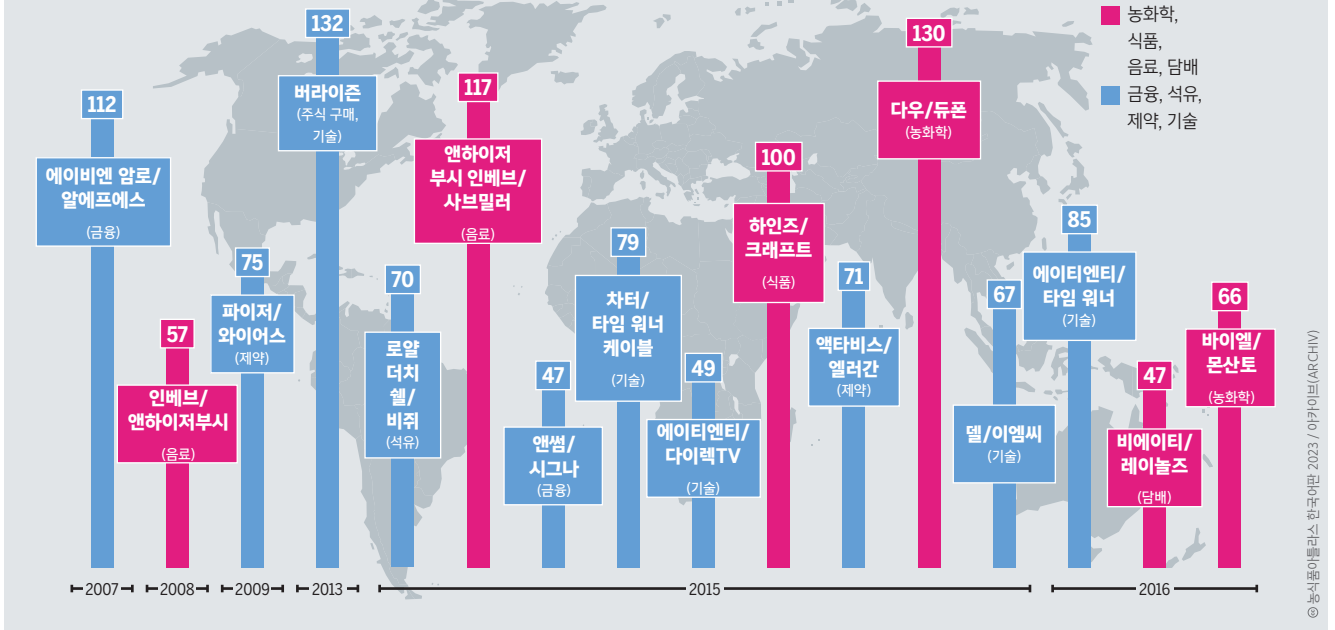 농화학,
식품,
음료, 담배
금융, 석유,
제약, 기술
112
에이비엔 암로/
알에프에스
(금융)
57
인베브/
앤하이저부시
(음료)
75
파이저/
와이어스
(제약)
132
버라이즌
(주식 구매,
기술)
70
로얄
더치
쉘/
비쥐
(석유)
117
앤하이저
부시 인베브/
사브밀러
(음료)
47
앤썸/
시그나
(금융)
79
차터/
타임 워너
케이블
(기술)
49
에이티엔티/
다이렉TV
(기술)
100
하인즈/
크래프트
(식품)
71
액타비스/
엘러간
(제약)
130
다우/듀폰
(농화학)
67
델/이엠씨
(기술)
85
에이티엔티/
타임 워너
(기술)
47
비에이티/
레이놀즈
(담배)
66
바이엘/
몬산토
(농화학)
2007
2008
2009
2013
2015
2016
㏄ 농식품아틀라스 한국어판 2023 / 아카이브(ARCHIV)